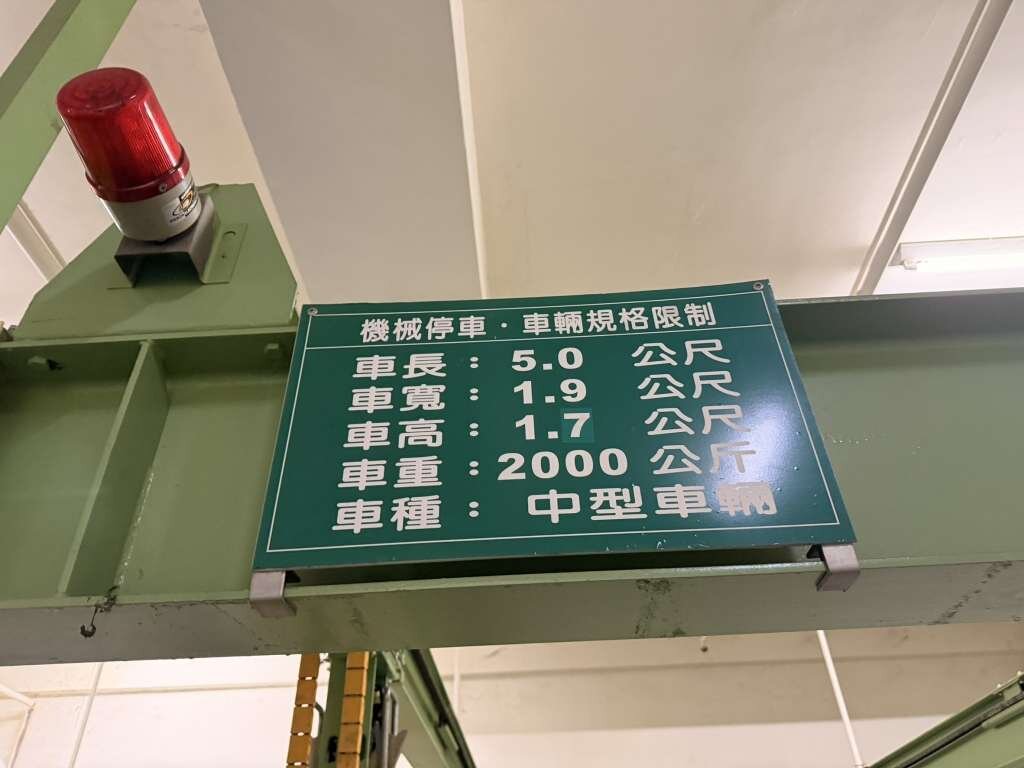 機械停車・車輛規格限制
車長： 5.0 公尺
車寬： 1.9 公尺
車高： 1.7 公尺
車重：2000 公斤
車種： 中型車輛